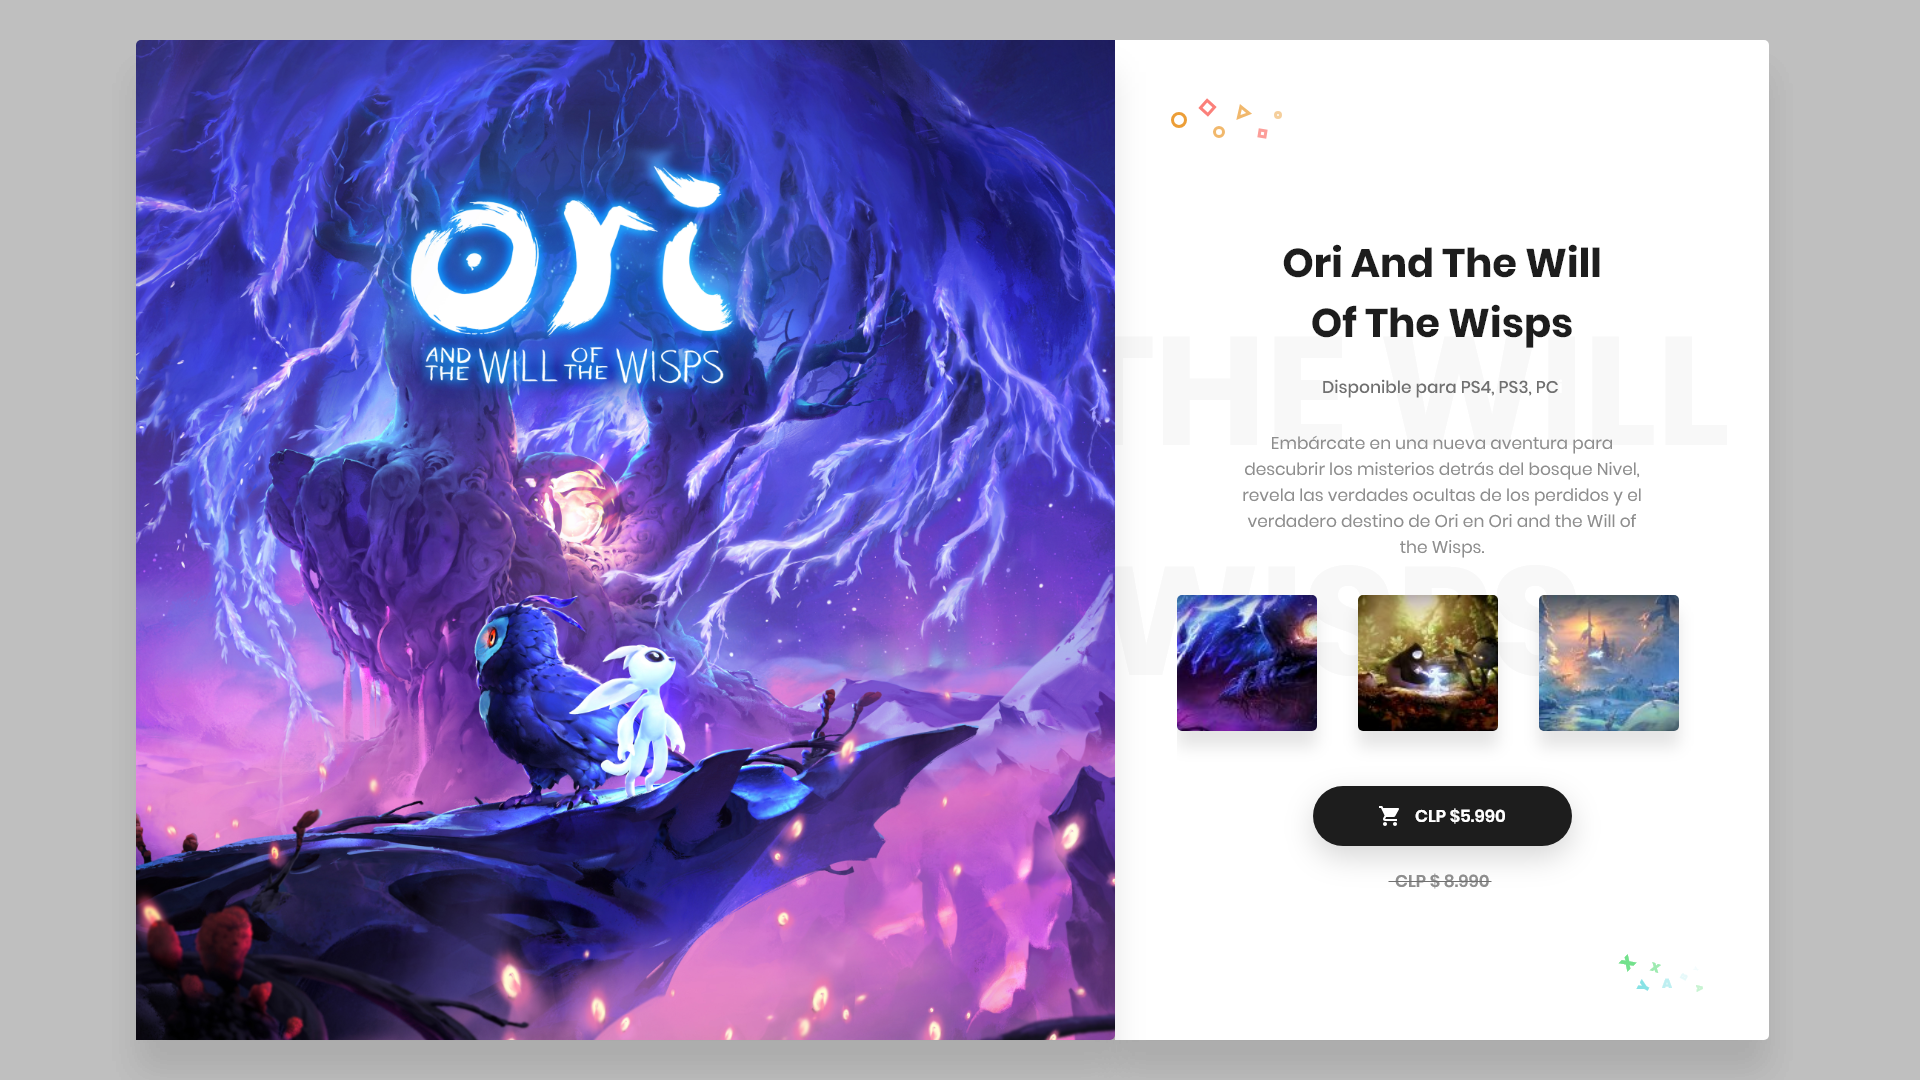 ori
AND THE WILL OF THE WISPS
Ori And The Will
Of The Wisps
THE WILL
Disponible para PS4, PS3, PC
Embárcate en una nueva aventura para
descubrir los misterios detrás del bosque Nivel,
revela las verdades ocultas de los perdidos y el
verdadero destino de Ori en Ori and the Will of
the Wisps.
WISPS
CLP $5.990
CLP $ 8.990